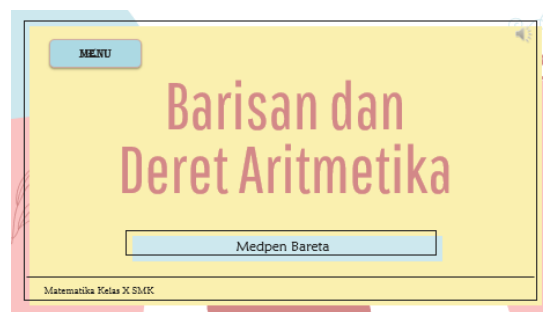 MENU
Barisan dan
Deret Aritmetika
Medpen Bareta
Matematika Kelas X SMK